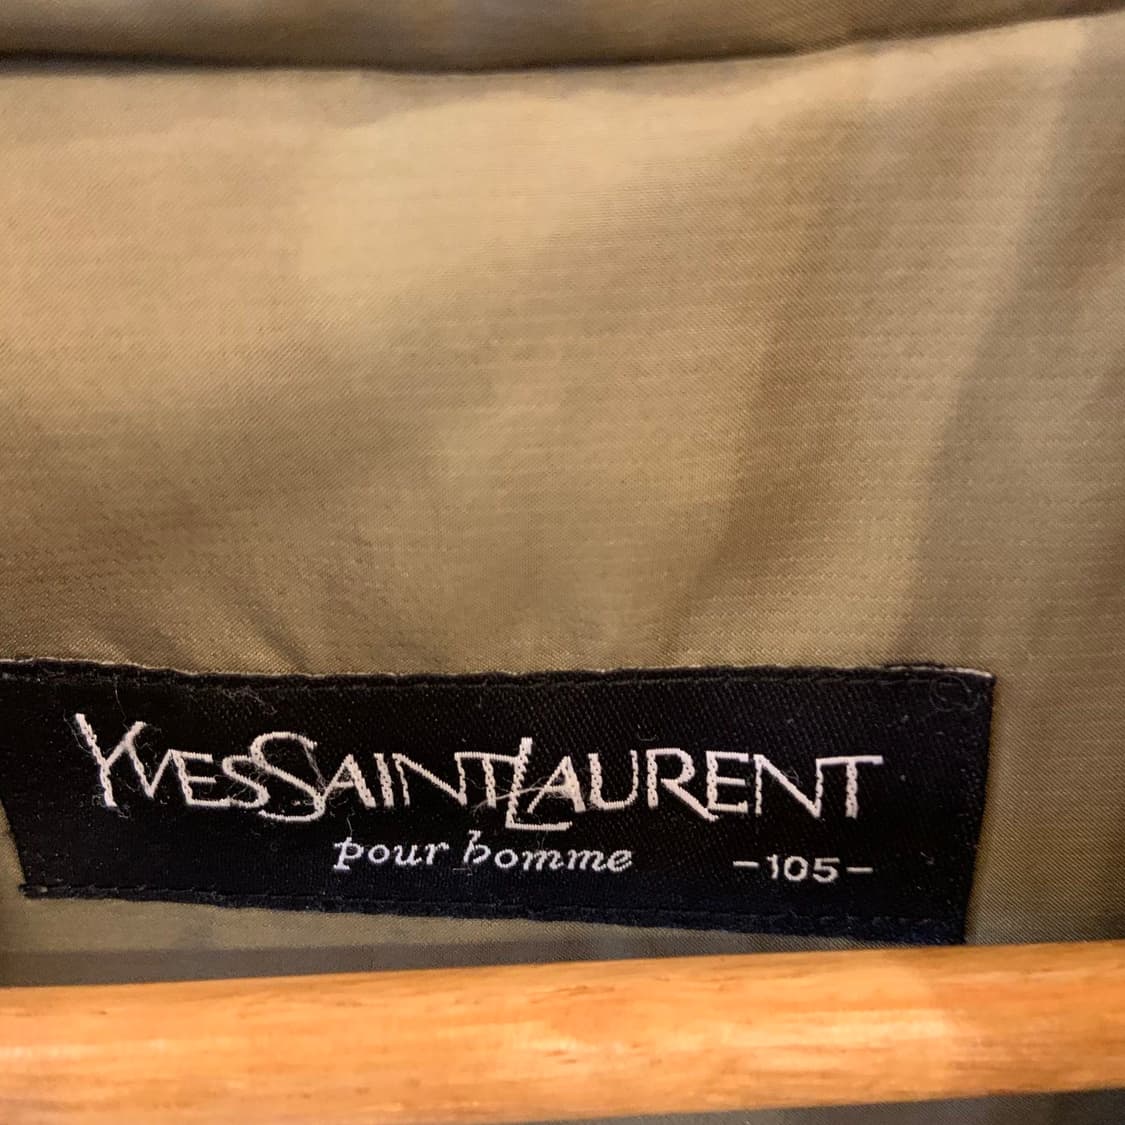 YVESSAINTLAURENT
pour homme -105-